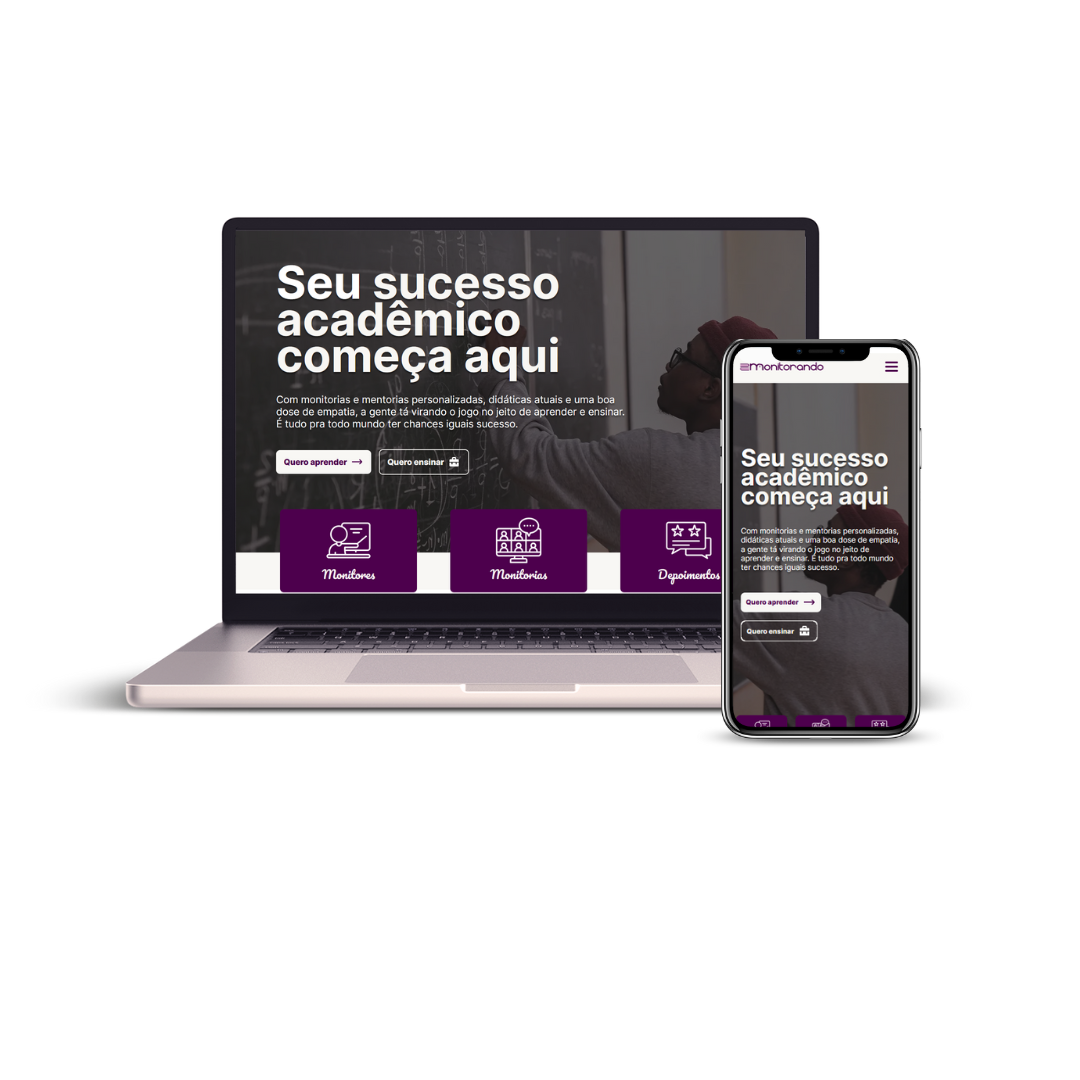 Seu sucesso
acadêmico
começa aqui
Com monitorias e mentorias personalizadas, didáticas atuais e uma boa
dose de empatia, a gente tá virando o jogo no jeito de aprender e ensinar.
É tudo pra todo mundo ter chances iguais sucesso.
Quero aprender
Quero ensinar
Monitores
Monitorias
Depoimentos
monitorando
Seu sucesso
acadêmico
começa aqui
Com monitorias e mentorias personalizadas,
didáticas atuais e uma boa dose de empatia,
a gente tá virando o jogo no jeito de
aprender e ensinar. É tudo pra todo mundo
ter chances iguais sucesso.
Quero aprender
Quero ensinar